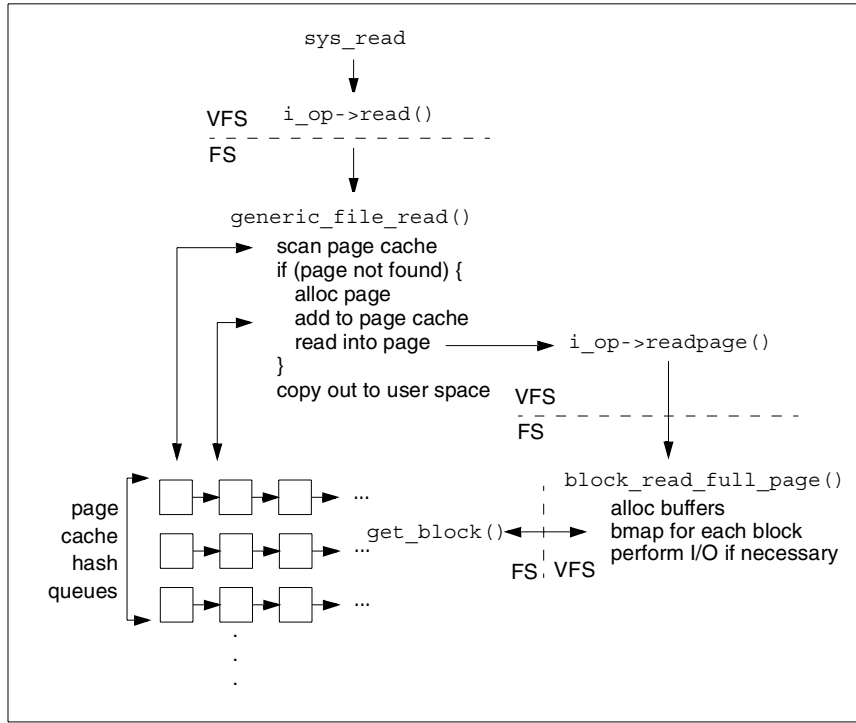 sys_read
i_op->read()
VFS
FS
generic_file_read()
scan page cache
if (page not found) {
alloc page
add to page cache
read into page
}
copy out to user space
i_op->readpage()
VFS
FS
block_read_full_page()
alloc buffers
bmap for each block
perform I/O if necessary
get_block()
FS
VFS
page
cache
hash
queues
...
...
...
.
.
.